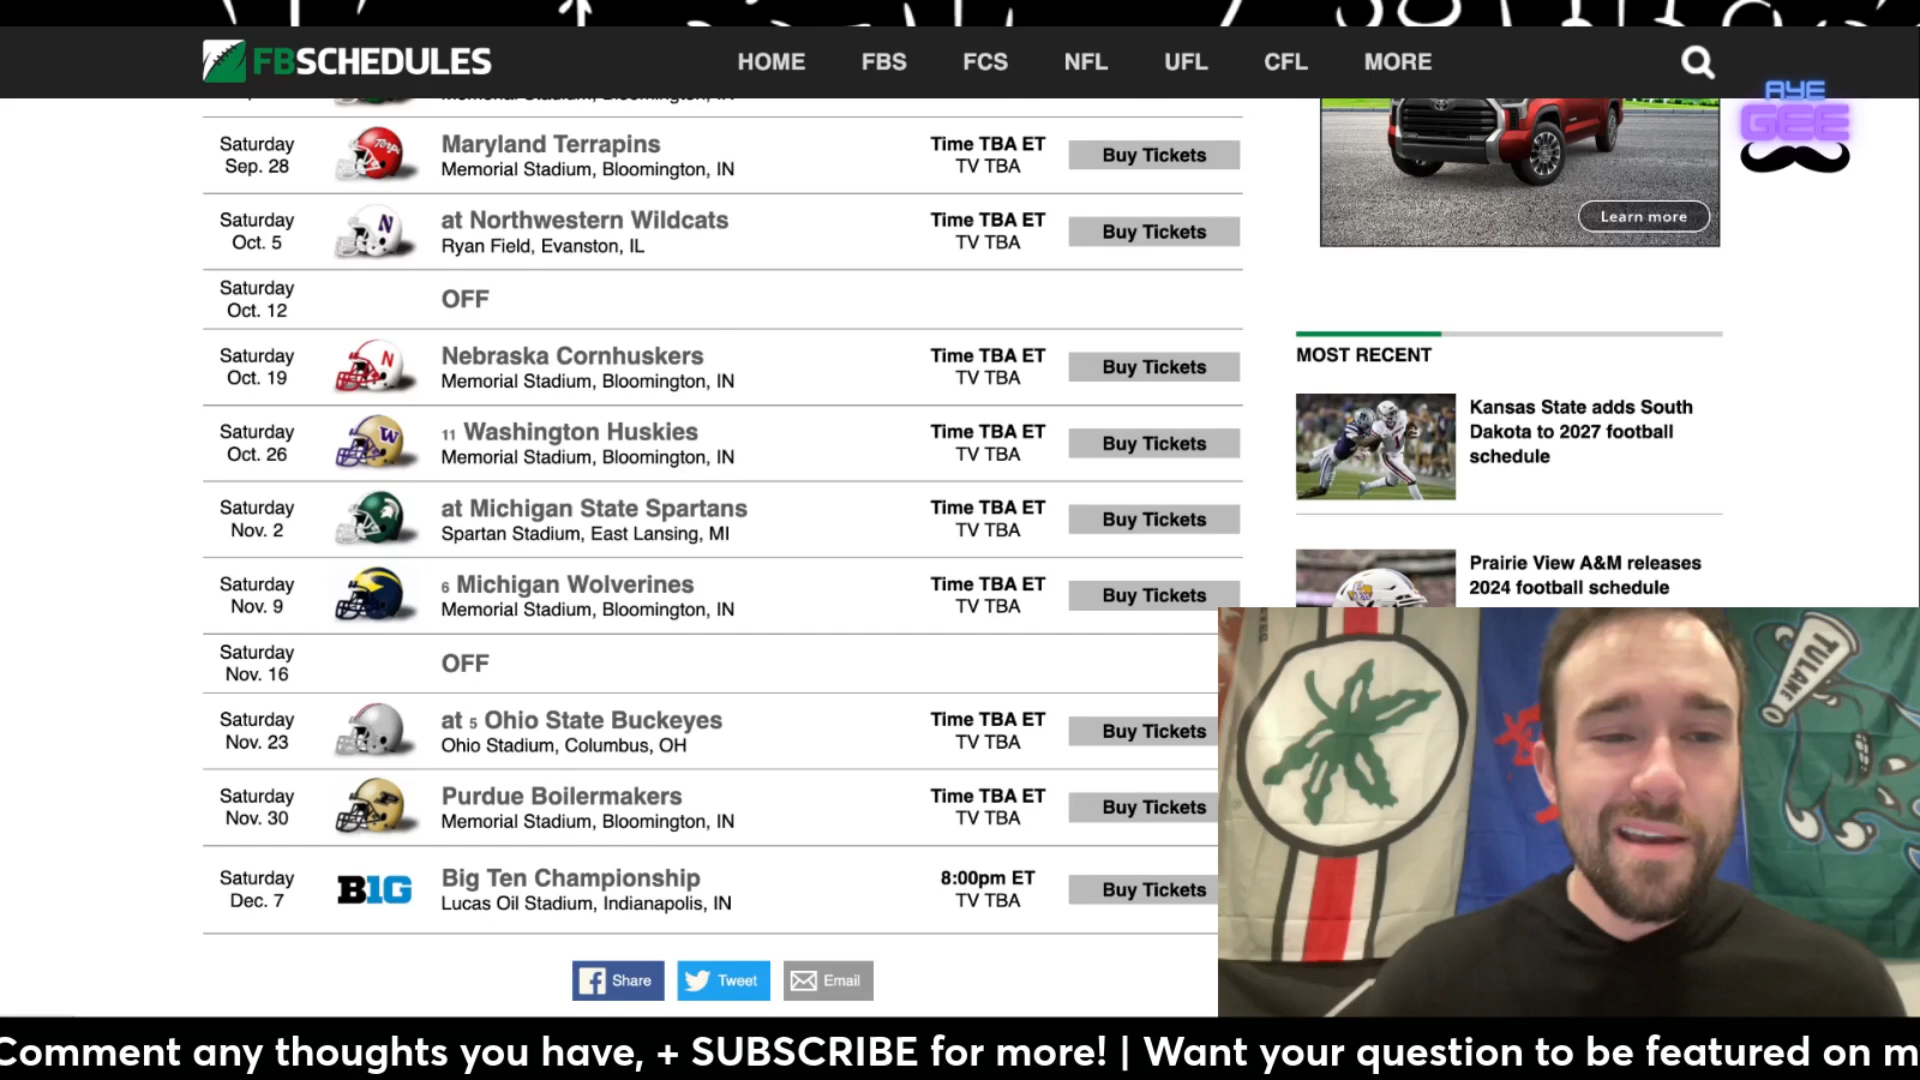 FBSCHEDULES
HOME FBS FCS NFL UFL CFL MORE
AYE
GEE
Memorial Stadium, Bloomington, IN
Saturday
Sep. 28
Terps
Maryland Terrapins
Memorial Stadium, Bloomington, IN
Time TBA ET
TV TBA
Buy Tickets
Saturday
Oct. 5
N
at Northwestern Wildcats
Ryan Field, Evanston, IL
Time TBA ET
TV TBA
Buy Tickets
Saturday
Oct. 12
OFF
Saturday
Oct. 19
N
Nebraska Cornhuskers
Memorial Stadium, Bloomington, IN
Time TBA ET
TV TBA
Buy Tickets
Saturday
Oct. 26
W
11 Washington Huskies
Memorial Stadium, Bloomington, IN
Time TBA ET
TV TBA
Buy Tickets
Saturday
Nov. 2
at Michigan State Spartans
Spartan Stadium, East Lansing, MI
Time TBA ET
TV TBA
Buy Tickets
Saturday
Nov. 9
6 Michigan Wolverines
Memorial Stadium, Bloomington, IN
Time TBA ET
TV TBA
Buy Tickets
Saturday
Nov. 16
OFF
Saturday
Nov. 23
at 5 Ohio State Buckeyes
Ohio Stadium, Columbus, OH
Time TBA ET
TV TBA
Buy Tickets
Saturday
Nov. 30
P
Purdue Boilermakers
Memorial Stadium, Bloomington, IN
Time TBA ET
TV TBA
Buy Tickets
Saturday
Dec. 7
B1G
Big Ten Championship
Lucas Oil Stadium, Indianapolis, IN
8:00pm ET
TV TBA
Buy Tickets
Share
Tweet
Email
Learn more
MOST RECENT
Kansas State adds South
Dakota to 2027 football
schedule
Prairie View A&M releases
2024 football schedule
TULANE
Comment any thoughts you have, + SUBSCRIBE for more! | Want your question to be featured on m